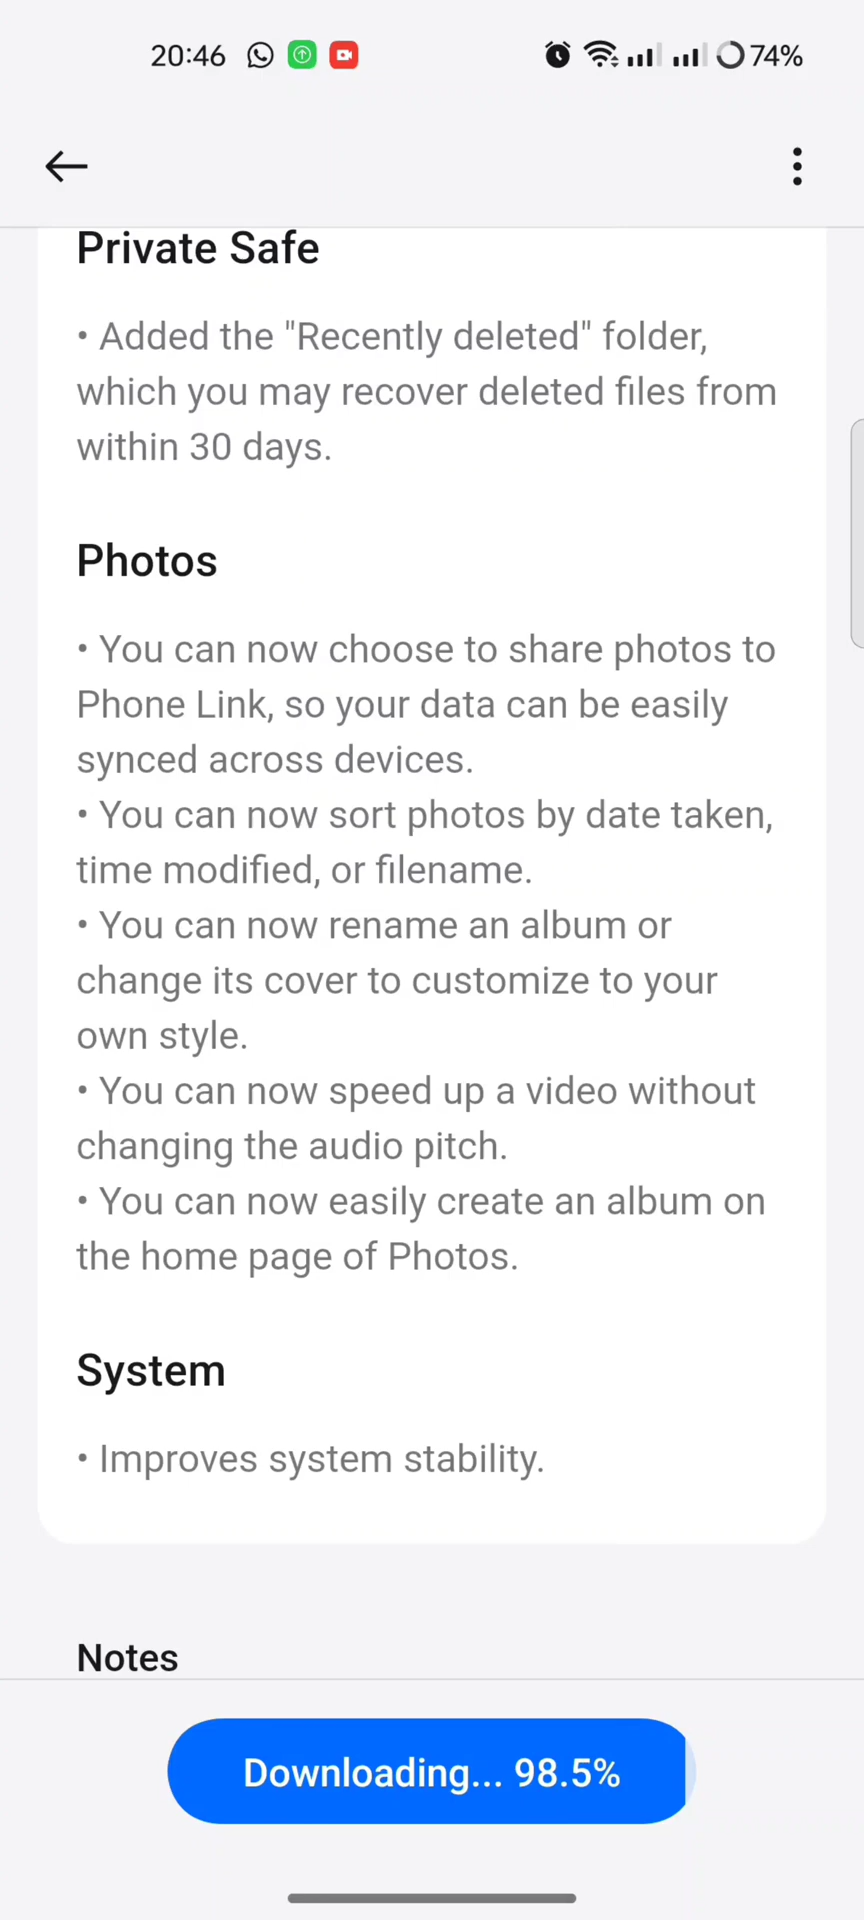 20:46 74%
Private Safe
• Added the "Recently deleted" folder,
which you may recover deleted files from
within 30 days.
Photos
• You can now choose to share photos to
Phone Link, so your data can be easily
synced across devices.
• You can now sort photos by date taken,
time modified, or filename.
• You can now rename an album or
change its cover to customize to your
own style.
• You can now speed up a video without
changing the audio pitch.
• You can now easily create an album on
the home page of Photos.
System
• Improves system stability.
Notes
Downloading... 98.5%